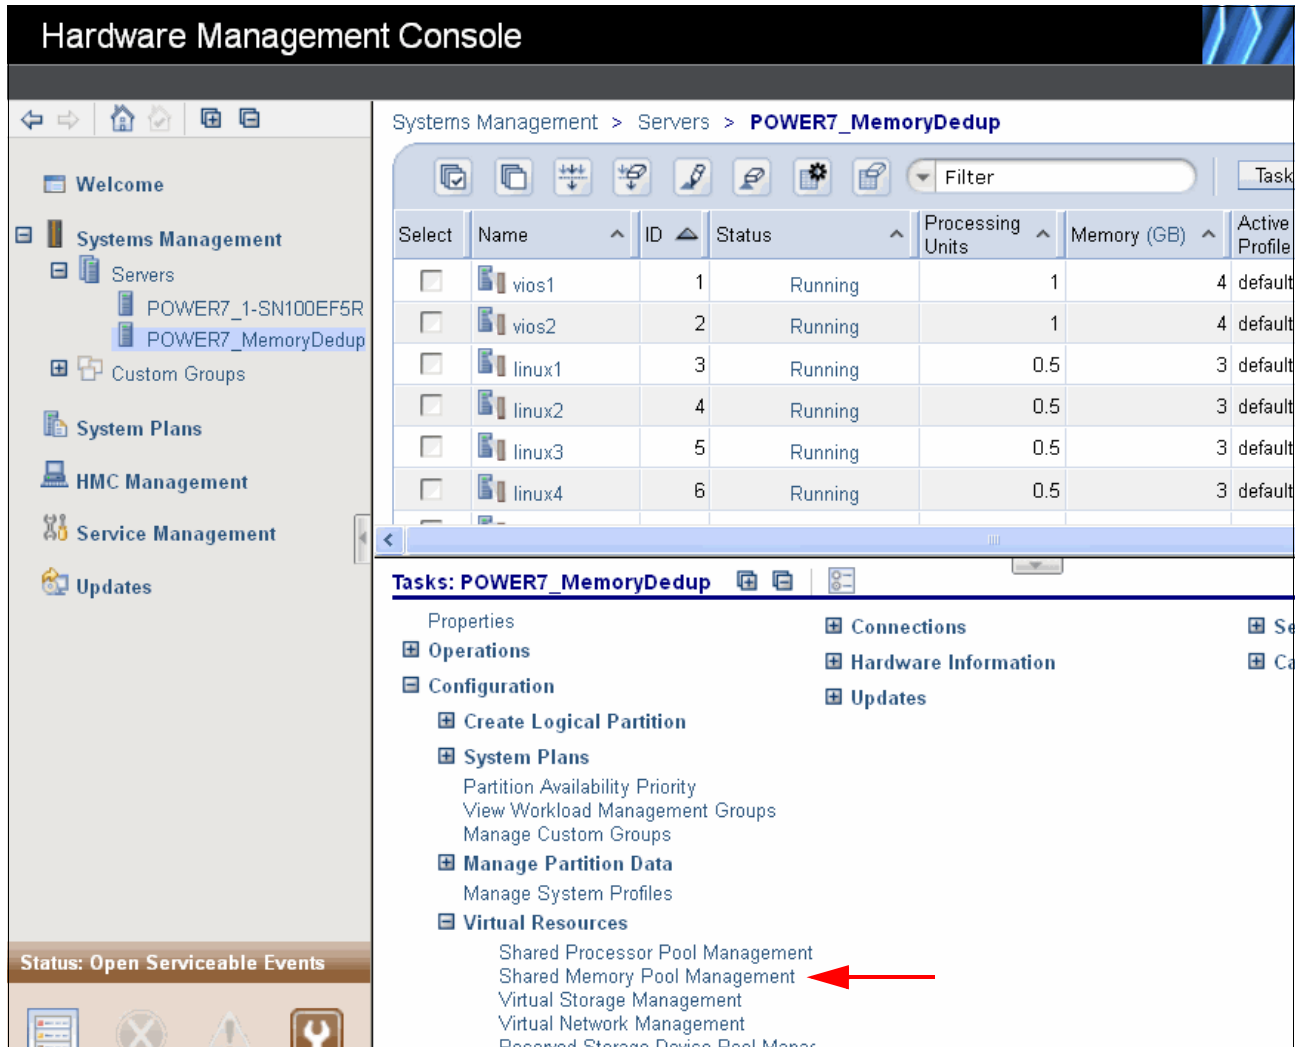 Hardware Management Console
Systems Management > Servers > POWER7_MemoryDedup
Welcome
Systems Management
Servers
POWER7_1-SN100EF5R
POWER7_MemoryDedup
Custom Groups
System Plans
HMC Management
Service Management
Updates
Status: Open Serviceable Events
Filter
Task
Select Name ID Status Processing Units Memory (GB) Active Profile
vios1 1 Running 1 4 default
vios2 2 Running 1 4 default
linux1 3 Running 0.5 3 default
linux2 4 Running 0.5 3 default
linux3 5 Running 0.5 3 default
linux4 6 Running 0.5 3 default
Tasks: POWER7_MemoryDedup
Properties
Operations
Configuration
Create Logical Partition
System Plans
Partition Availability Priority
View Workload Management Groups
Manage Custom Groups
Manage Partition Data
Manage System Profiles
Virtual Resources
Shared Processor Pool Management
Shared Memory Pool Management
Virtual Storage Management
Virtual Network Management
Reserved Storage Device Pool Manag
Connections
Hardware Information
Updates
Se
Ca